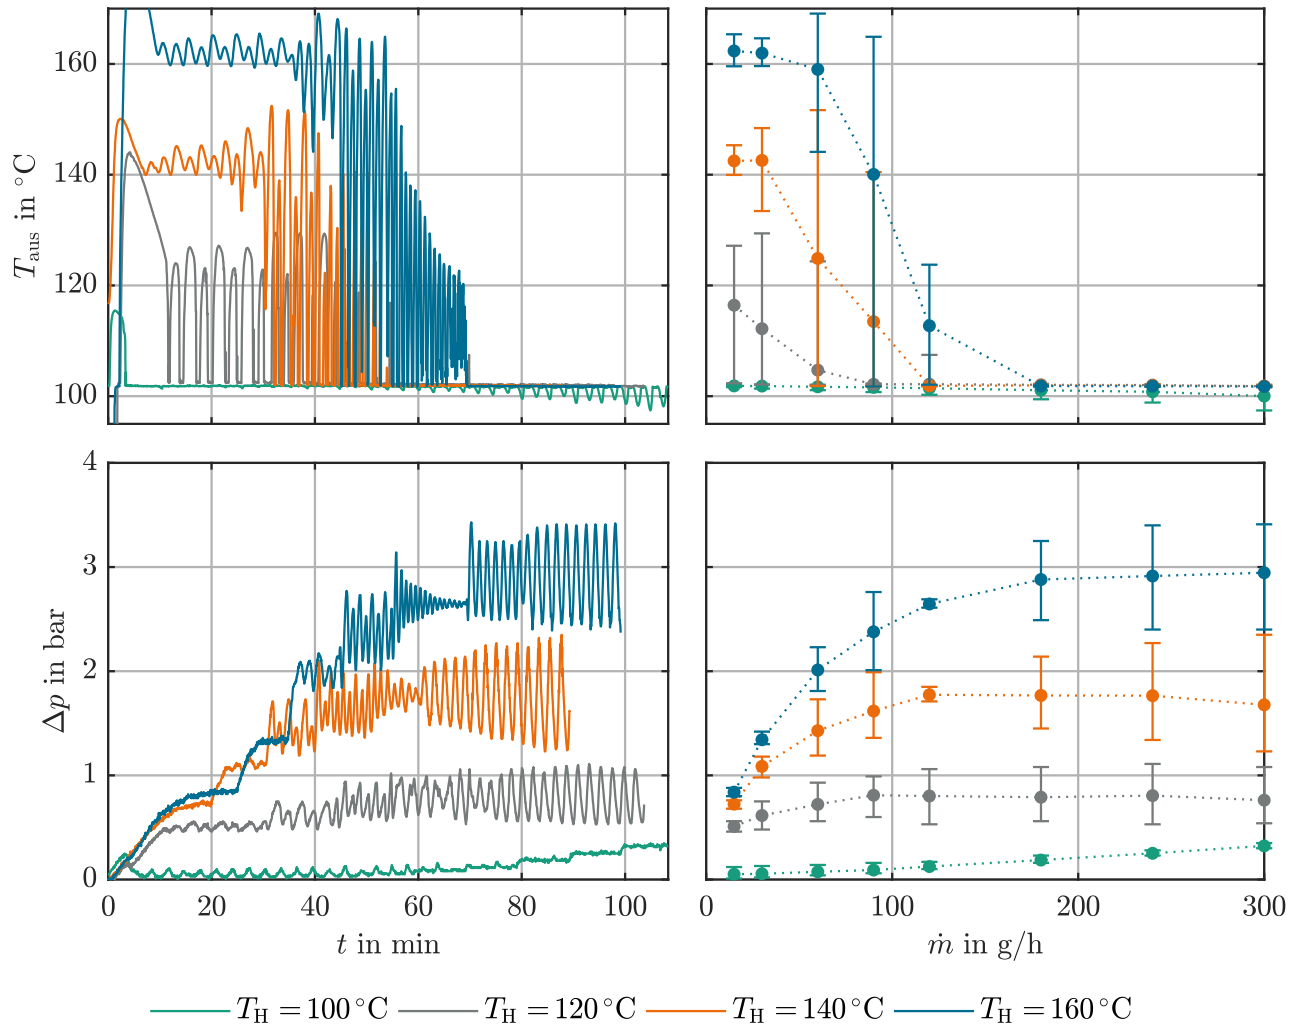 160
140
120
100
T_aus in °C
4
3
2
1
0
Δp in bar
0 20 40 60 80 100
0 100 200 300
t in min
ṁ in g/h
T_H = 100 °C T_H = 120 °C T_H = 140 °C T_H = 160 °C